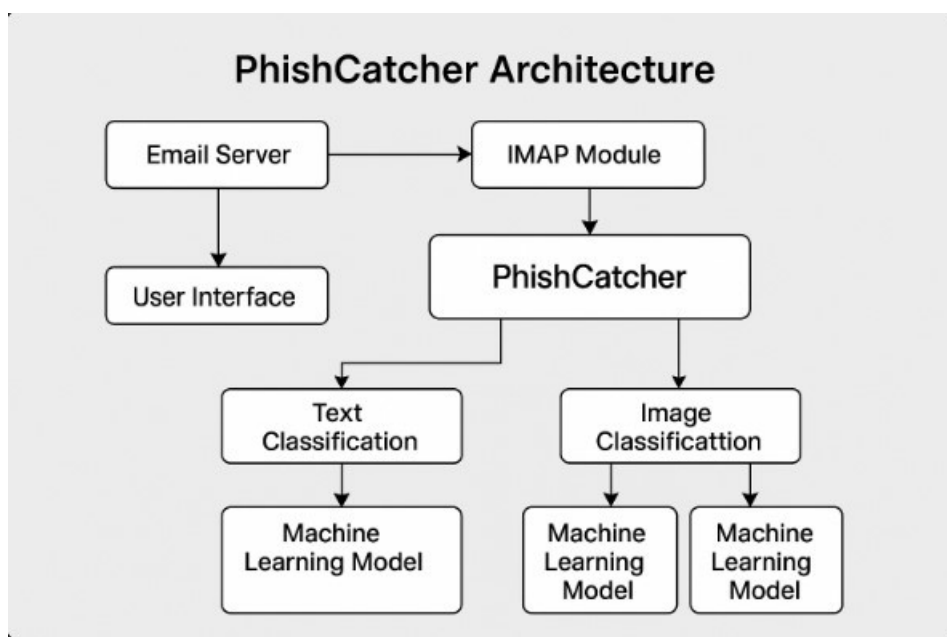 PhishCatcher Architecture
Email Server
IMAP Module
User Interface
PhishCatcher
Text
Classification
Image
Classificattion
Machine
Learning Model
Machine
Learning
Model
Machine
Learning
Model